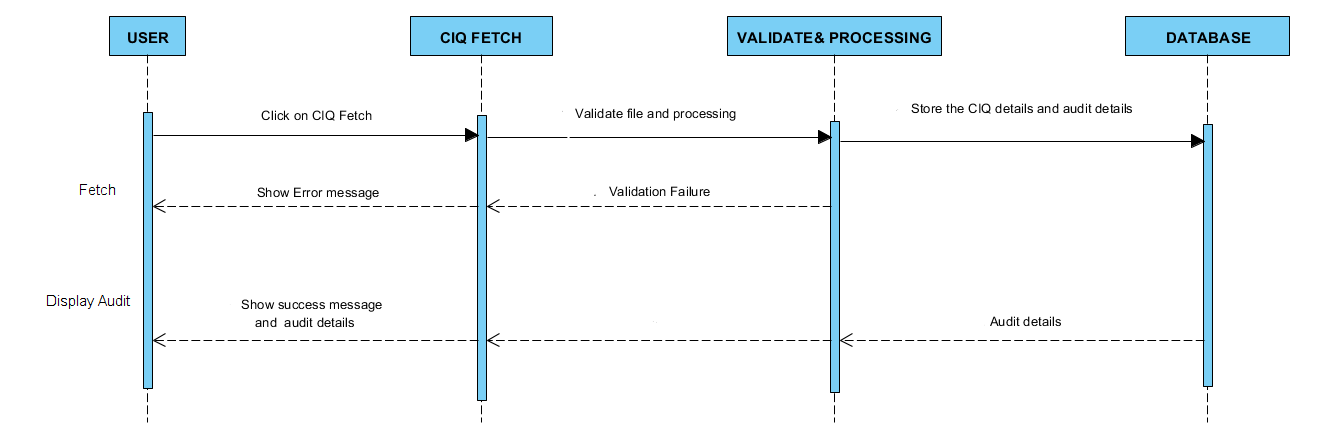 USER
CIQ FETCH
VALIDATE& PROCESSING
DATABASE
Click on CIQ Fetch
Validate file and processing
Store the CIQ details and audit details
Fetch
Show Error message
Validation Failure
Display Audit
Show success message
and audit details
Audit details